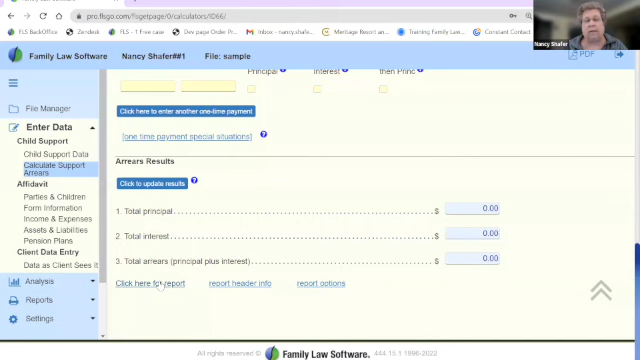 pro.flsgo.com/flsgetpage/0/calculators/ID66/
FLS BackOffice
Zendesk
Dev page Order Pro...
FLS - 1 Free case
Inbox - nancy.shafer...
Meritage Resort an...
Training Family Law...
Constant Contact
Nancy Shafer
Family Law Software
Nancy Shafer##1
File: sample
PDF
File Manager
Enter Data
Child Support
Child Support Data
Calculate Support
Arrears
Affidavit
Parties & Children
Form Information
Income & Expenses
Assets & Liabilities
Pension Plans
Client Data Entry
Data as Client Sees it
Analysis
Reports
Settings
Principal
Interest
then Princ
Click here to enter another one-time payment
[one time payment special situations]
Arrears Results
Click to update results
1. Total principal $ 0.00
2. Total interest $ 0.00
3. Total arrears (principal plus interest) $ 0.00
Click here for report
report header info
report options
All rights reserved ©
Family Law Software.
444.15.1 1996-2022